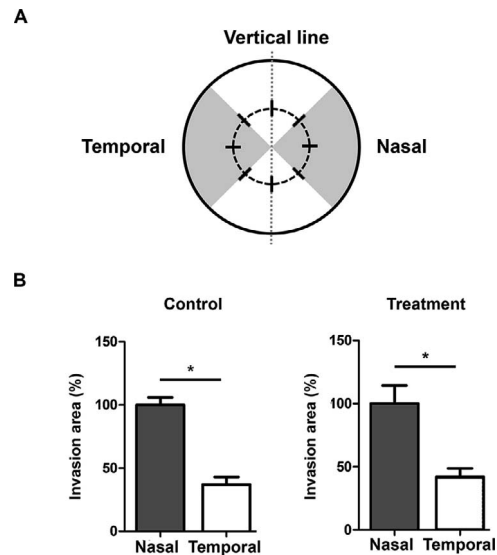 A
Vertical line
Temporal
Nasal
B
Control
Treatment
Invasion area (%)
150
100
50
0
*
Nasal Temporal
Invasion area (%)
150
100
50
0
*
Nasal Temporal